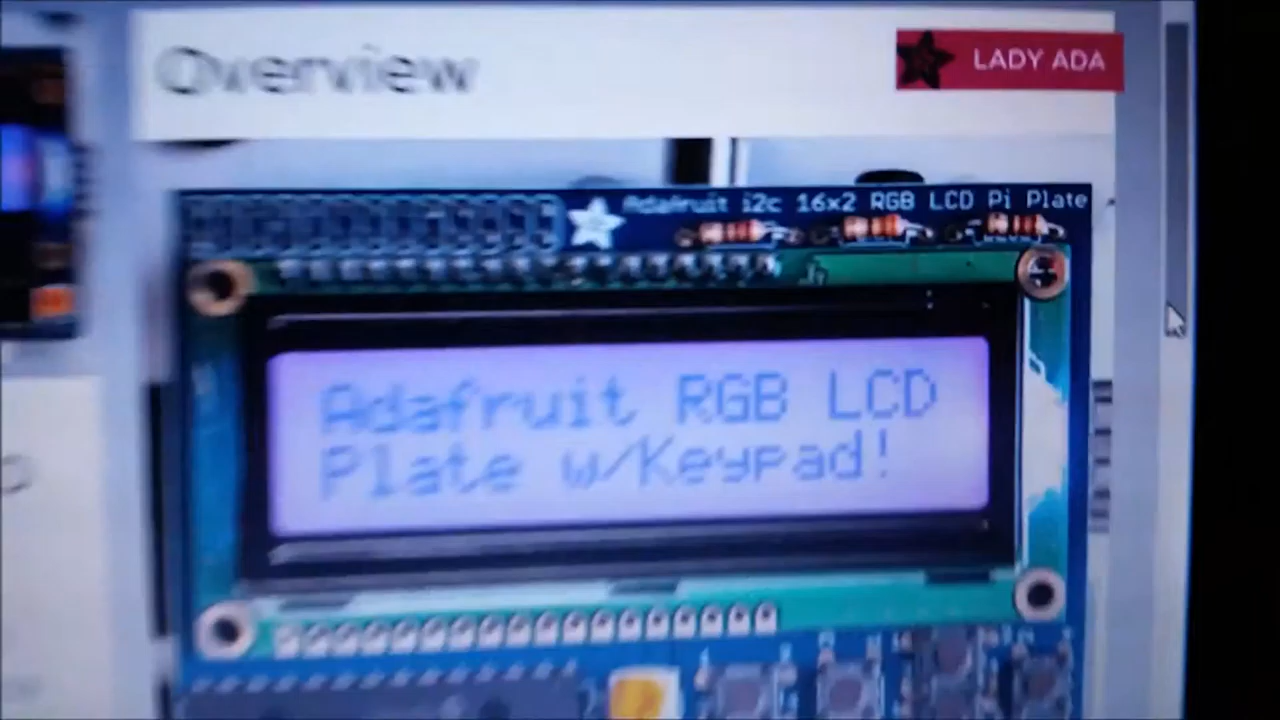 Overview
LADY ADA
Adafruit i2c 16x2 RGB LCD Pi Plate
Adafruit RGB LCD
Plate w/Keypad!